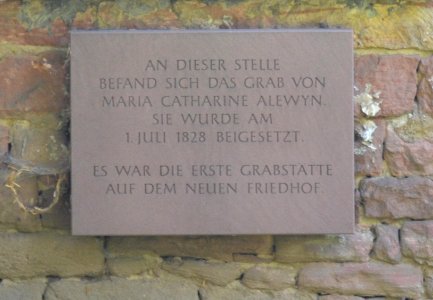 AN DIESER STELLE
BEFAND SICH DAS GRAB VON
MARIA CATHARINE ALEWYN.
SIE WURDE AM
1. JULI 1828 BEIGESETZT.
ES WAR DIE ERSTE GRABSTÄTTE
AUF DEM NEUEN FRIEDHOF.